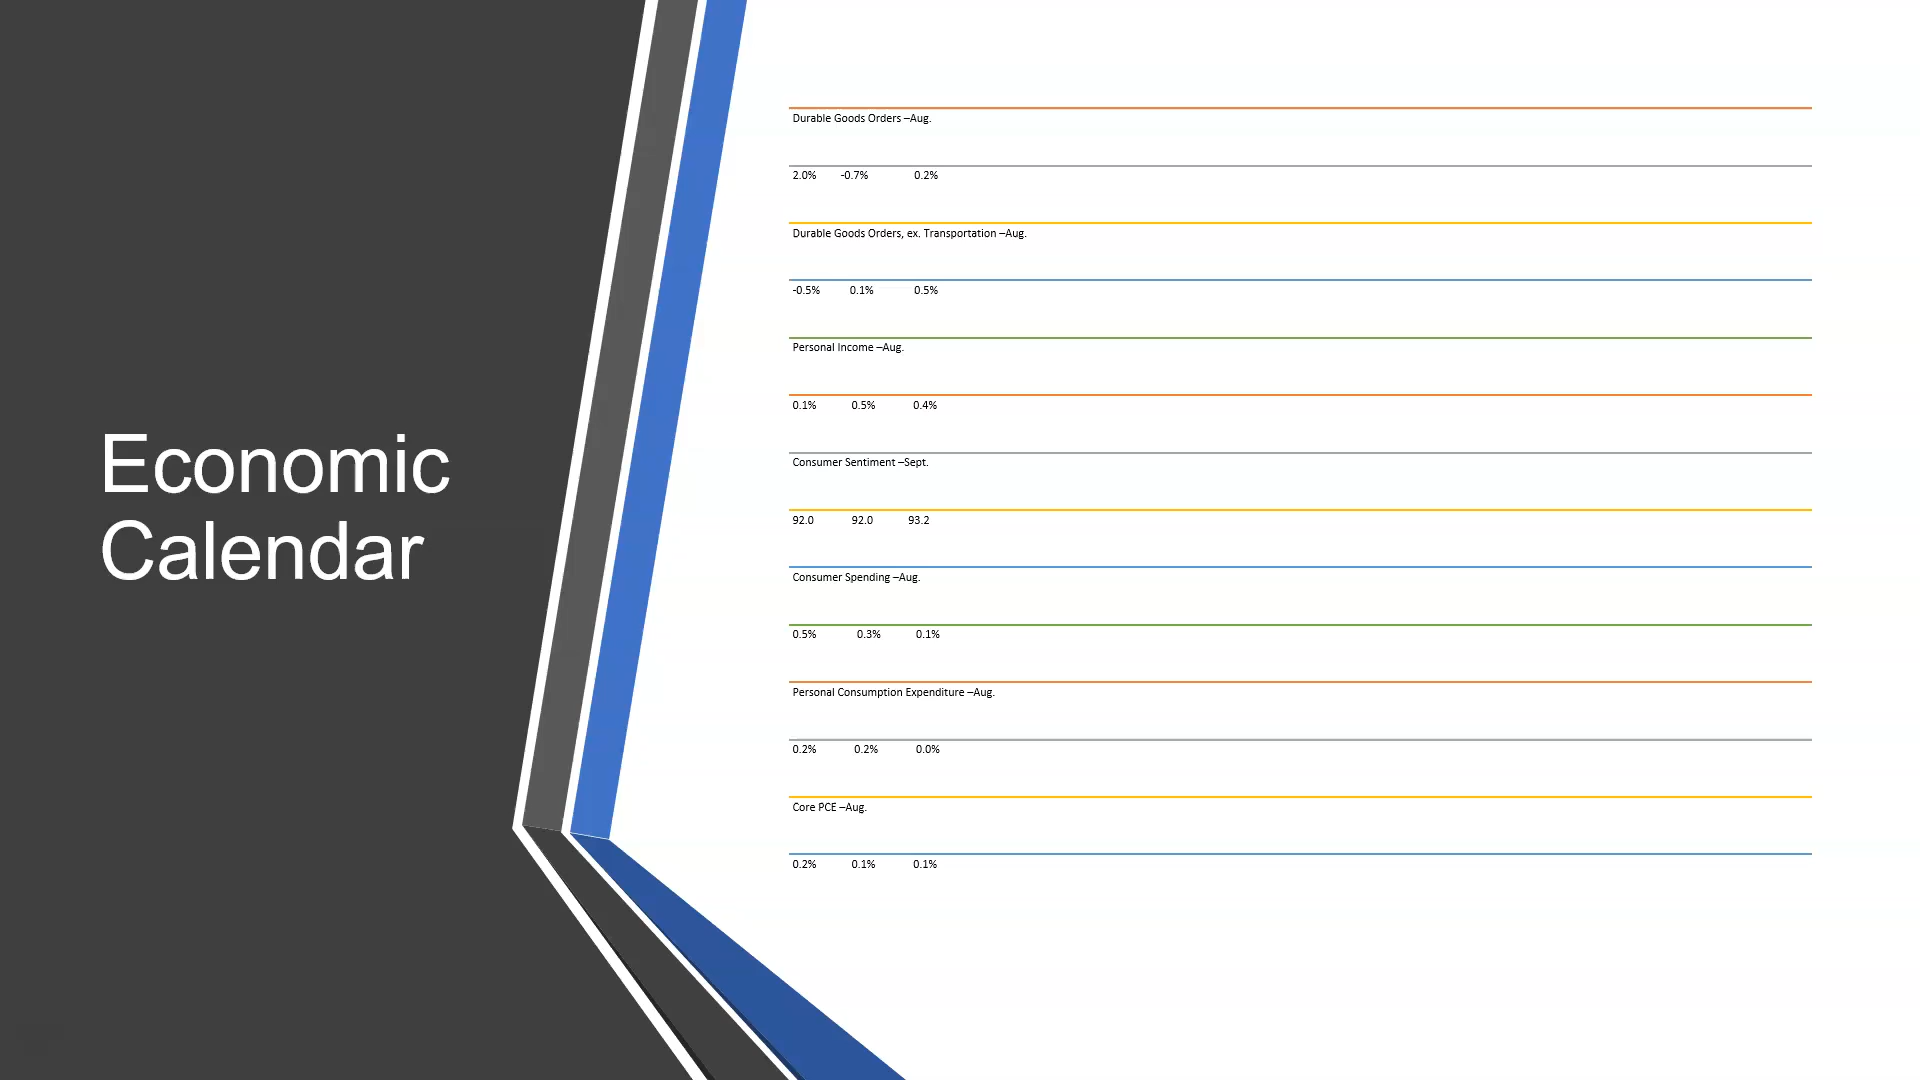 Economic
Calendar
Durable Goods Orders –Aug.
2.0% -0.7% 0.2%
Durable Goods Orders, ex. Transportation –Aug.
-0.5% 0.1% 0.5%
Personal Income –Aug.
0.1% 0.5% 0.4%
Consumer Sentiment –Sept.
92.0 92.0 93.2
Consumer Spending –Aug.
0.5% 0.3% 0.1%
Personal Consumption Expenditure –Aug.
0.2% 0.2% 0.0%
Core PCE –Aug.
0.2% 0.1% 0.1%